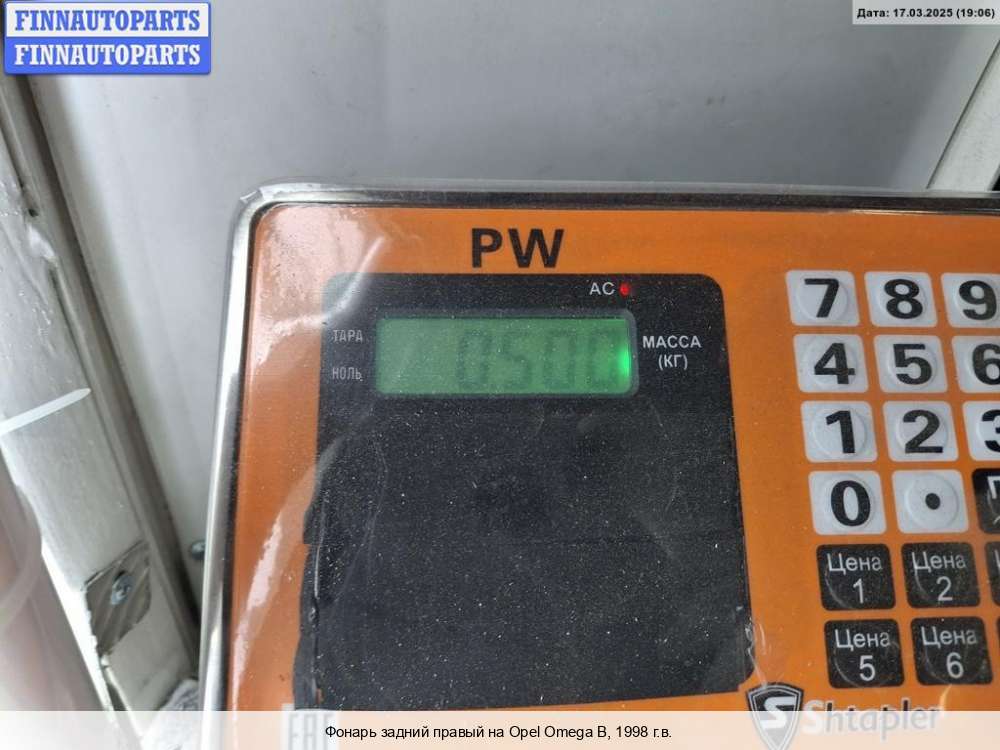 FINNAUTOPARTS
FINNAUTOPARTS
Дата: 17.03.2025 (19:06)
PW
AC
ТАРА
НОЛЬ
0500
МАССА
(КГ)
7 8 9
4 5 6
1 2 3
0 .
Цена 1
Цена 2
Цена 5
Цена 6
S Shtapler
EAC
Фонарь задний правый на Opel Omega B, 1998 г.в.